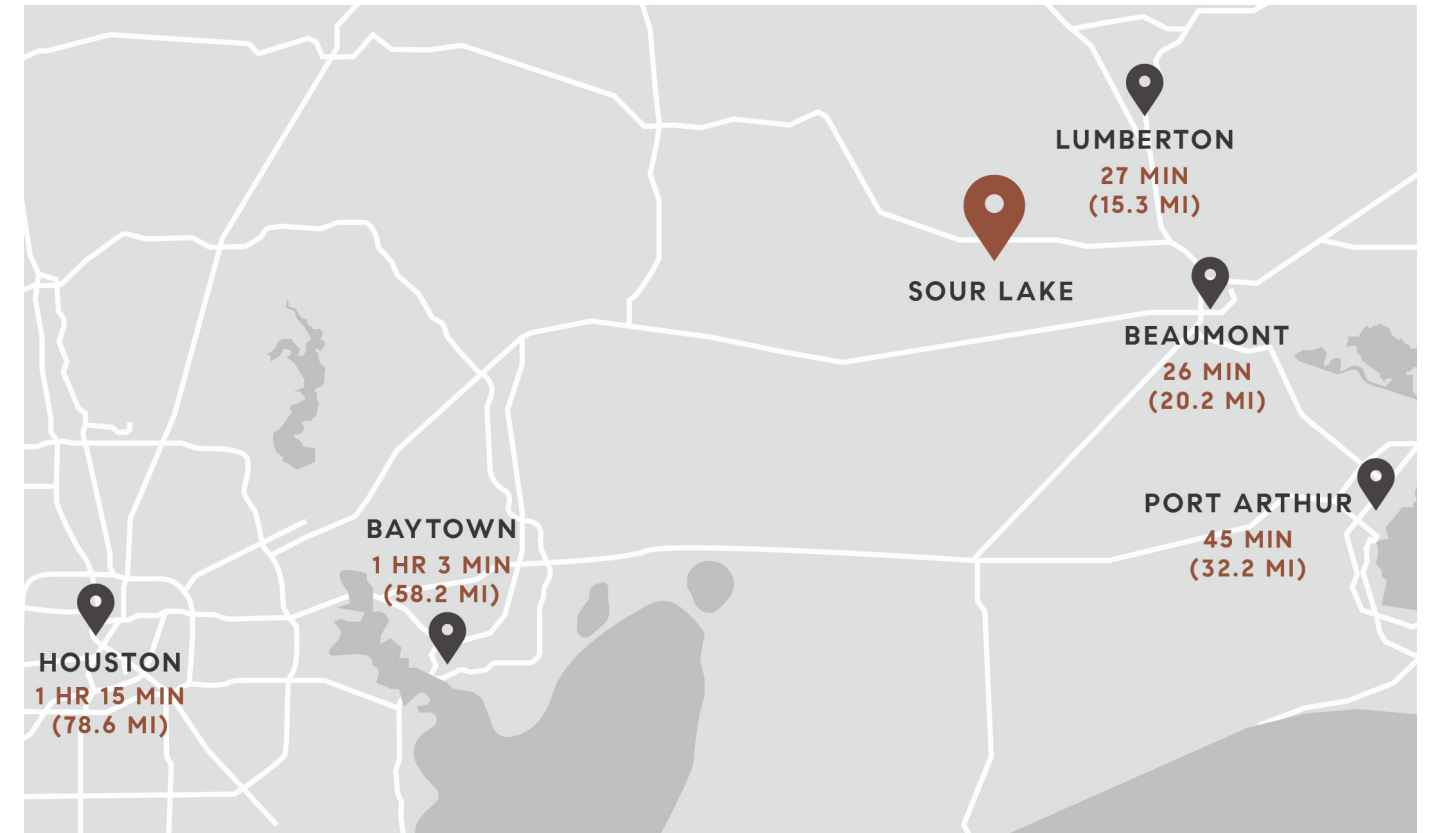 LUMBERTON
27 MIN
(15.3 MI)
SOUR LAKE
BEAUMONT
26 MIN
(20.2 MI)
PORT ARTHUR
45 MIN
(32.2 MI)
BAYTOWN
1 HR 3 MIN
(58.2 MI)
HOUSTON
1 HR 15 MIN
(78.6 MI)